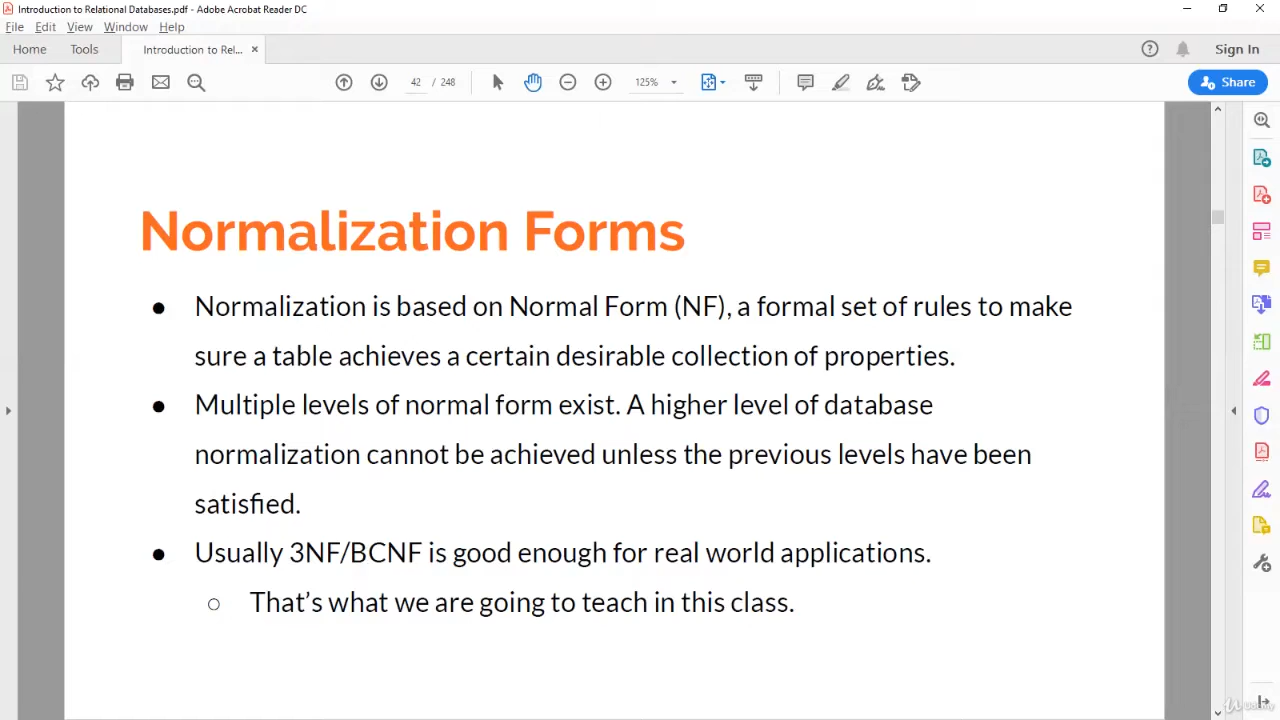 Introduction to Relational Databases.pdf - Adobe Acrobat Reader DC
File Edit View Window Help
Home Tools Introduction to Rel... × Sign In
42 / 248 125% Share
Normalization Forms
● Normalization is based on Normal Form (NF), a formal set of rules to make
sure a table achieves a certain desirable collection of properties.
● Multiple levels of normal form exist. A higher level of database
normalization cannot be achieved unless the previous levels have been
satisfied.
● Usually 3NF/BCNF is good enough for real world applications.
○ That's what we are going to teach in this class.
Udemy